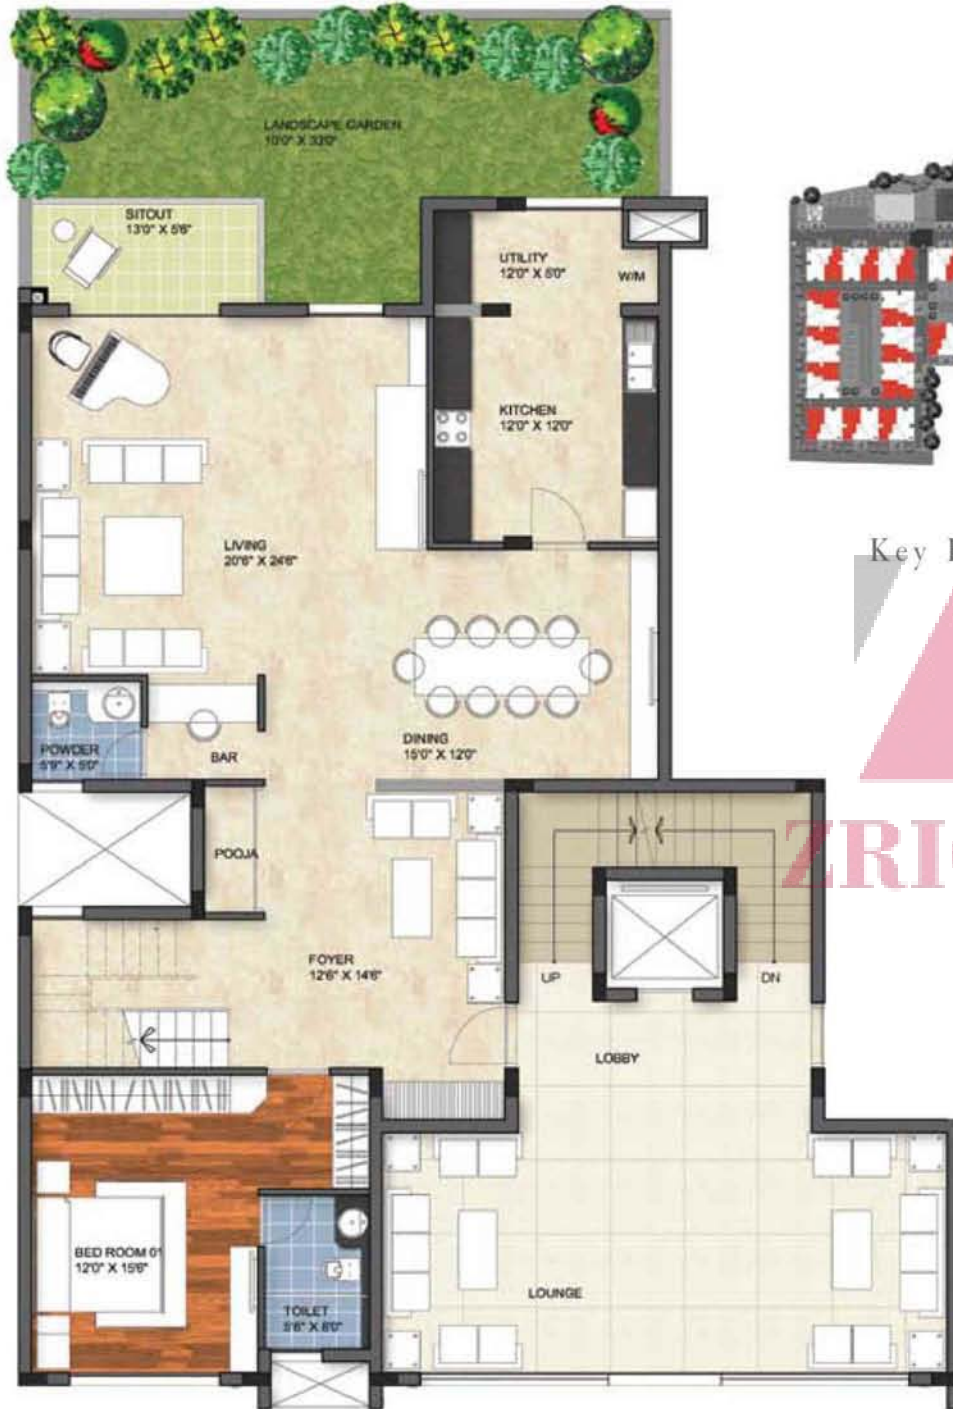 LANDSCAPE GARDEN
10'0" X 33'0"
SITOUT
13'0" X 5'6"
UTILITY
12'0" X 5'0"
W/M
KITCHEN
12'0" X 12'0"
Key
LIVING
20'6" X 24'6"
DINING
15'0" X 12'0"
POWDER
5'9" X 5'0"
BAR
POOJA
ZRI
FOYER
12'6" X 14'6"
UP
DN
LOBBY
BED ROOM 01
12'0" X 15'6"
TOILET
5'6" X 8'0"
LOUNGE